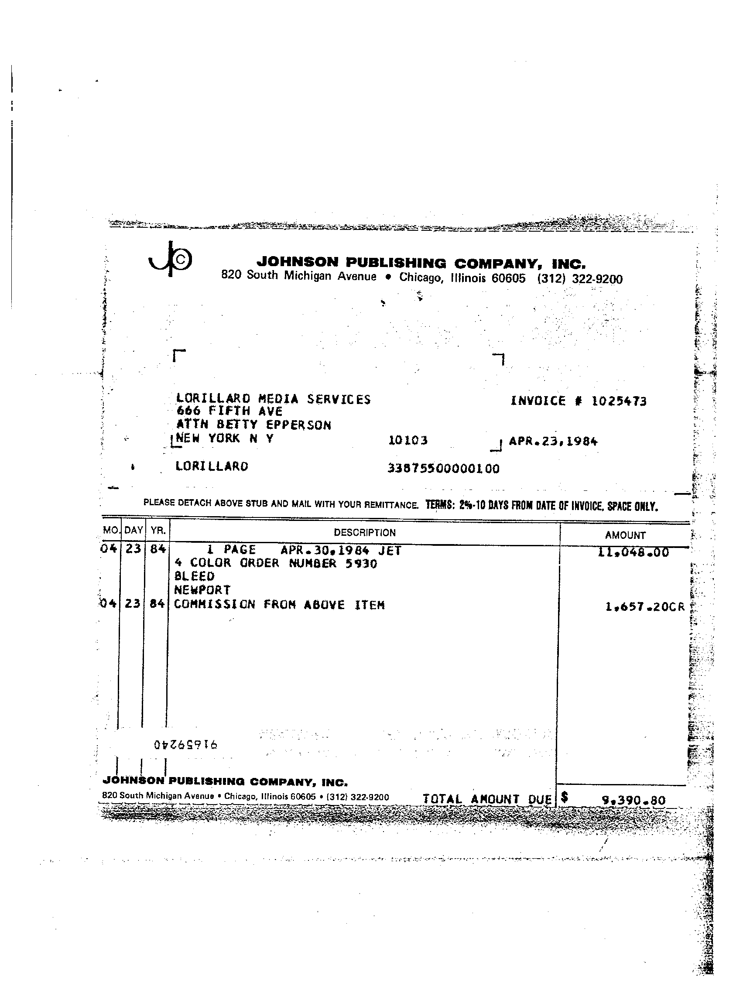 JOHNSON PUBLISHING COMPANY, INC.
820 South Michigan Avenue • Chicago, Illinois 60605 (312) 322-9200
LORILLARD MEDIA SERVICES INVOICE # 1025473
666 FIFTH AVE
ATTN BETTY EPPERSON
NEW YORK N Y 10103 APR.23,1984
LORILLARD 33875500000100
PLEASE DETACH ABOVE STUB AND MAIL WITH YOUR REMITTANCE. TERMS: 2%-10 DAYS FROM DATE OF INVOICE, SPACE ONLY.
MO. DAY YR. DESCRIPTION AMOUNT
04 23 84 1 PAGE APR.30,1984 JET 11,048.00
4 COLOR ORDER NUMBER 5930
BLEED
NEWPORT
04 23 84 COMMISSION FROM ABOVE ITEM 1,657.20CR
91659240
JOHNSON PUBLISHING COMPANY, INC.
820 South Michigan Avenue • Chicago, Illinois 60605 • (312) 322-9200 TOTAL AMOUNT DUE $ 9,390.80